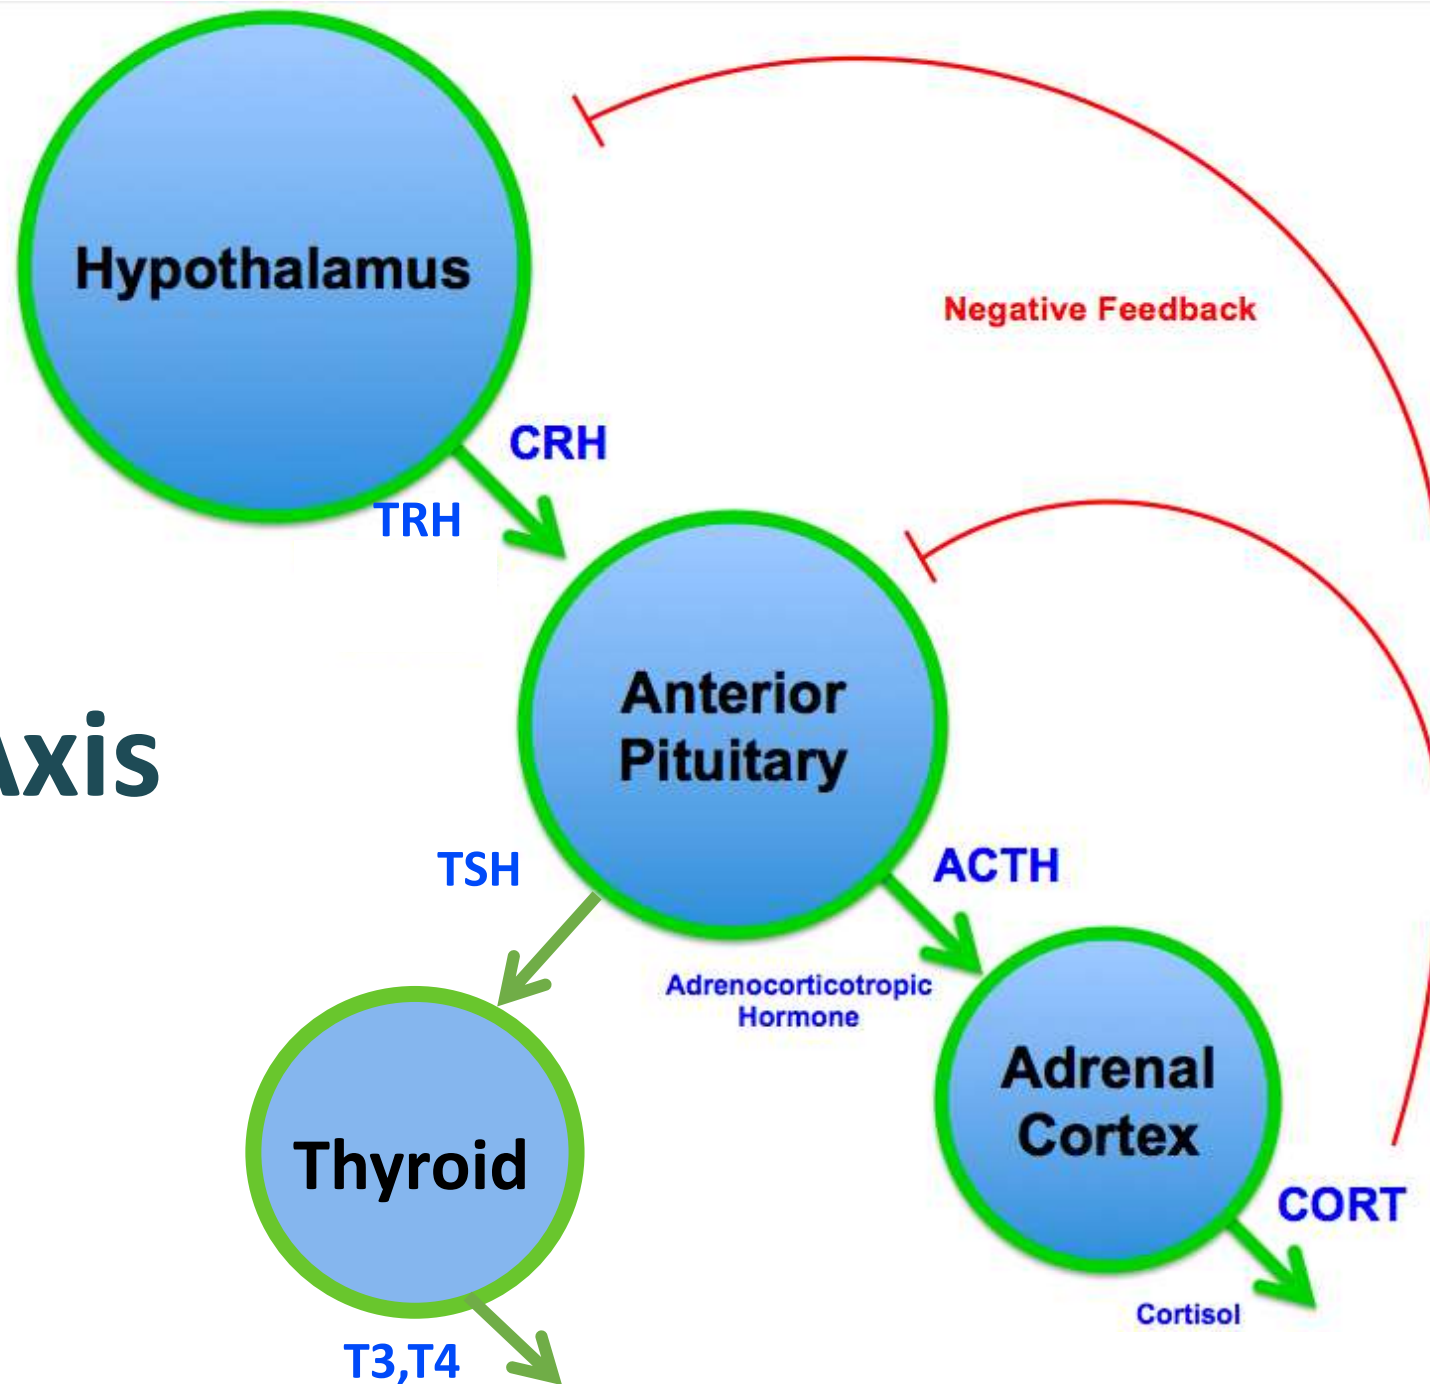 Hypothalamus
Negative Feedback
CRH
TRH
Anterior
Pituitary
Axis
TSH
ACTH
Adrenocorticotropic
Hormone
Adrenal
Cortex
Thyroid
CORT
Cortisol
T3,T4